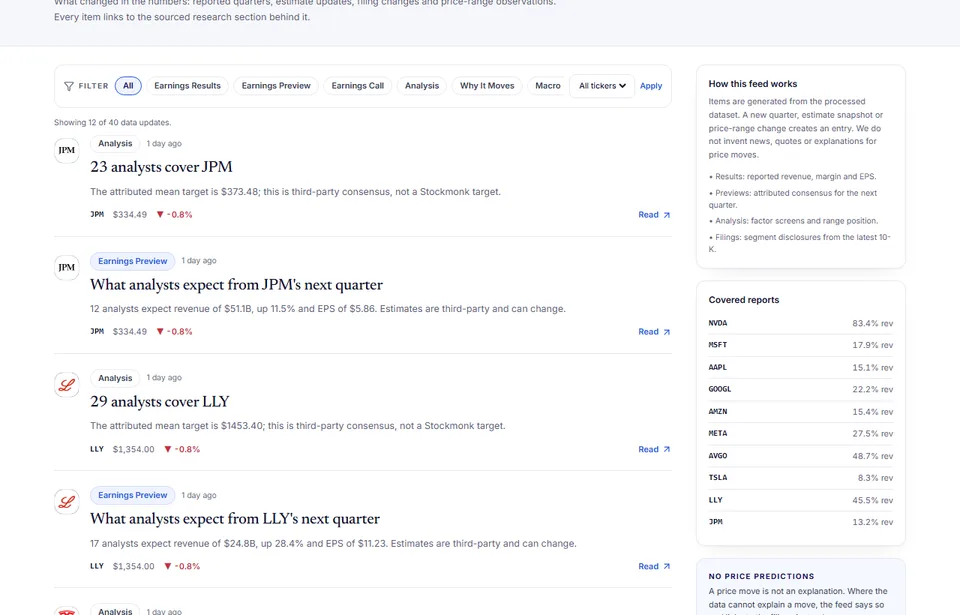 What changed in the numbers: reported quarters, estimate updates, filing changes and price-range observations.
Every item links to the sourced research section behind it.
FILTER All Earnings Results Earnings Preview Earnings Call Analysis Why It Moves Macro All tickers Apply
Showing 12 of 40 data updates.
JPM
Analysis 1 day ago
23 analysts cover JPM
The attributed mean target is $373.48; this is third-party consensus, not a Stockmonk target.
JPM $334.49 ▼ -0.8% Read ↗
JPM
Earnings Preview 1 day ago
What analysts expect from JPM's next quarter
12 analysts expect revenue of $51.1B, up 11.5% and EPS of $5.86. Estimates are third-party and can change.
JPM $334.49 ▼ -0.8% Read ↗
Analysis 1 day ago
29 analysts cover LLY
The attributed mean target is $1453.40; this is third-party consensus, not a Stockmonk target.
LLY $1,354.00 ▼ -0.8% Read ↗
Earnings Preview 1 day ago
What analysts expect from LLY's next quarter
17 analysts expect revenue of $24.8B, up 28.4% and EPS of $11.23. Estimates are third-party and can change.
LLY $1,354.00 ▼ -0.8% Read ↗
Analysis 1 day ago
How this feed works
Items are generated from the processed
dataset. A new quarter, estimate snapshot or
price-range change creates an entry. We do
not invent news, quotes or explanations for
price moves.
• Results: reported revenue, margin and EPS.
• Previews: attributed consensus for the next
quarter.
• Analysis: factor screens and range position.
• Filings: segment disclosures from the latest 10-
K.
Covered reports
NVDA 83.4% rev
MSFT 17.9% rev
AAPL 15.1% rev
GOOGL 22.2% rev
AMZN 15.4% rev
META 27.5% rev
AVGO 48.7% rev
TSLA 8.3% rev
LLY 45.5% rev
JPM 13.2% rev
NO PRICE PREDICTIONS
A price move is not an explanation. Where the
data cannot explain a move, the feed says so